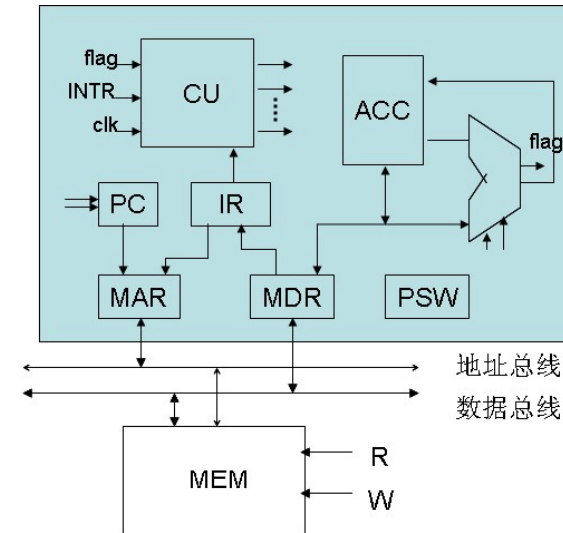 flag
INTR
clk
CU
ACC
flag
PC
IR
MAR
MDR
PSW
地址总线
数据总线
MEM
R
W